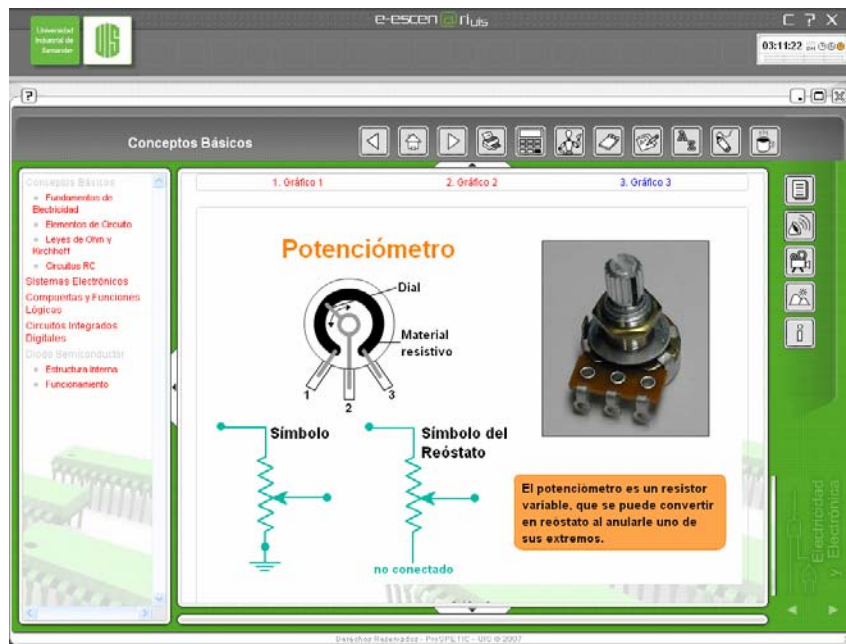 Universidad
Industrial de
Santander
UIS
e-escen@rIUIS
03:11:22
Conceptos Básicos
Conceptos Básicos
Fundamentos de
Electricidad
Elementos de Circuito
Leyes de Ohm y
Kirchhoff
Circuitos RC
Sistemas Electrónicos
Compuertas y Funciones
Lógicas
Circuitos Integrados
Digitales
Diodo Semiconductor
Estructura Interna
Funcionamiento
1. Gráfico 1
2. Gráfico 2
3. Gráfico 3
Potenciómetro
Dial
Material
resistivo
1
2
3
Símbolo
Símbolo del
Reóstato
no conectado
El potenciómetro es un resistor
variable, que se puede convertir
en reóstato al anularle uno de
sus extremos.
Electricidad
y Electrónica
Derechos Reservados - ProSPETIC - UIS @ 2007